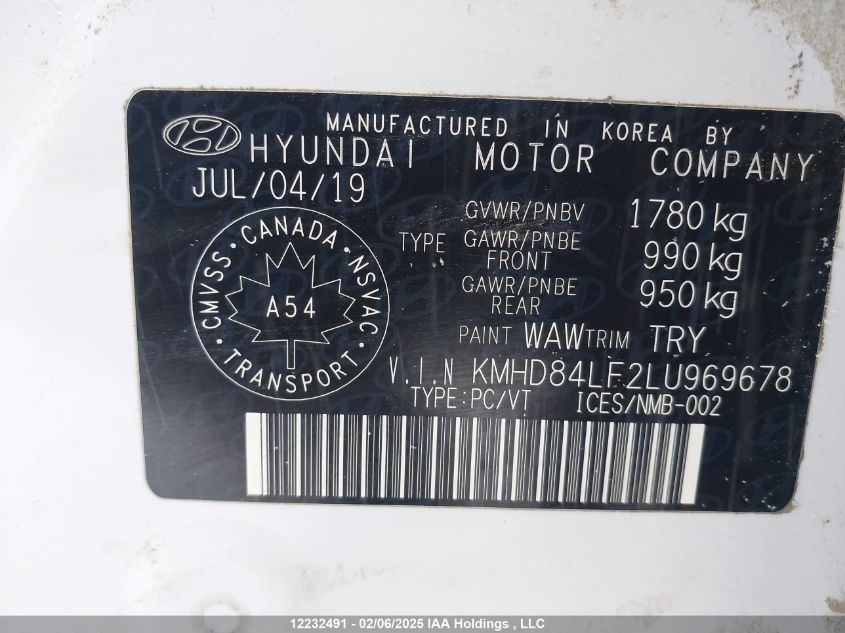 MANUFACTURED IN KOREA BY
HYUNDAI MOTOR COMPANY
JUL/04/19
GVWR/PNBV 1780 kg
TYPE GAWR/PNBE FRONT 990 kg
GAWR/PNBE REAR 950 kg
PAINT WAW TRIM TRY
CMVSS · CANADA · NSVAC · TRANSPORT ·
A54
V.I.N KMHD84LF2LU969678
TYPE:PC/VT ICES/NMB-002
12232491 - 02/06/2025 IAA Holdings , LLC